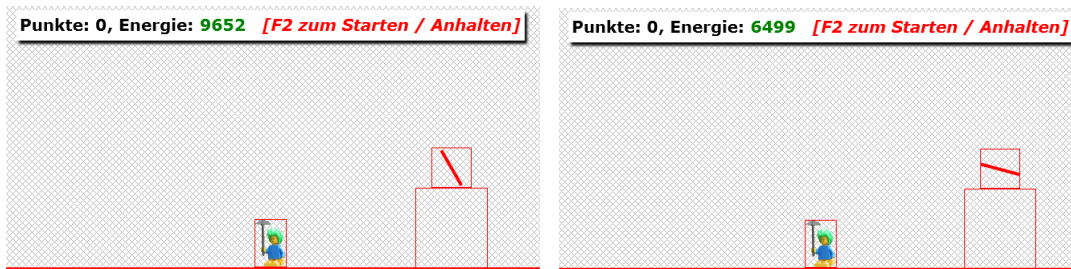 Punkte: 0, Energie: 9652 [F2 zum Starten / Anhalten]
Punkte: 0, Energie: 6499 [F2 zum Starten / Anhalten]